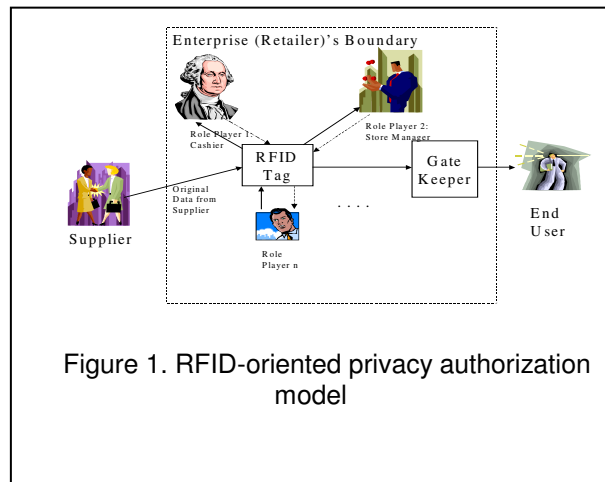 Enterprise (Retailer)'s Boundary
Role Player 1:
Cashier
Role Player 2:
Store Manager
RFID
Tag
Gate
Keeper
Original
Data from
Supplier
Supplier
. . . .
End
User
Role
Player n
Figure 1. RFID-oriented privacy authorization
model